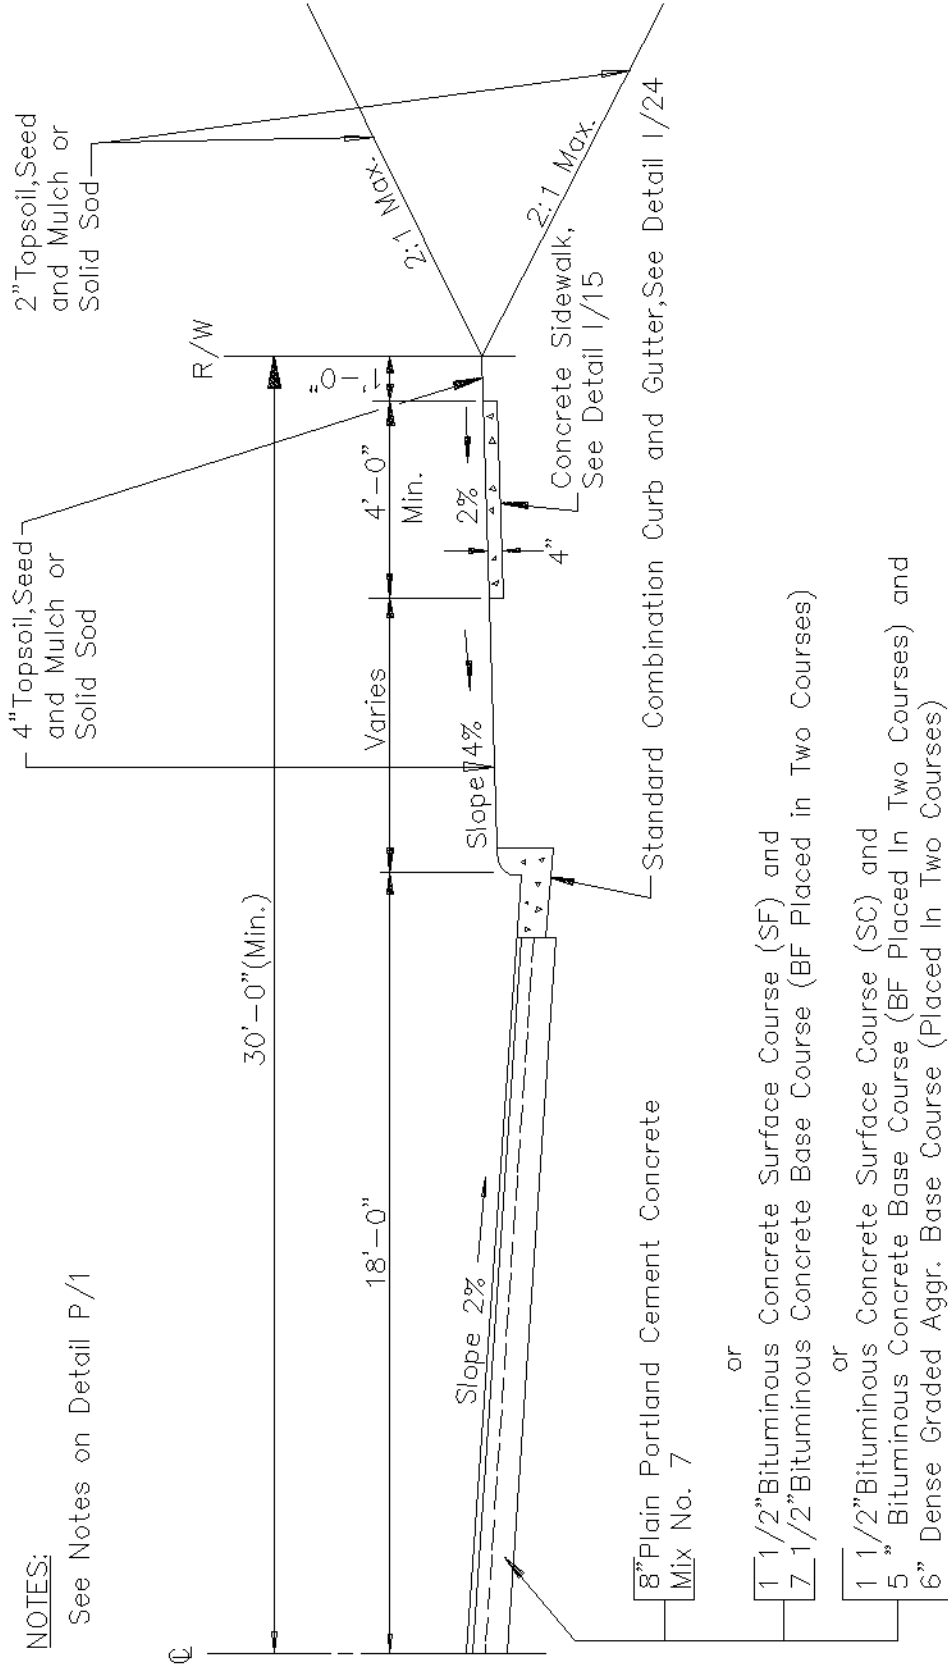 NOTES:
See Notes on Detail P/1
4"Topsoil,Seed
and Mulch or
Solid Sod
2"Topsoil,Seed
and Mulch or
Solid Sod
R/W
℄
30'-0"(Min.)
18'-0"
Varies
4'-0"
Min.
1'-0"
2:1 Max.
2:1 Max.
Slope 2%
Slope 4%
2%
4"
Concrete Sidewalk,
See Detail I/15
Standard Combination Curb and Gutter,See Detail I/24
8"Plain Portland Cement Concrete
Mix No. 7
or
1 1/2"Bituminous Concrete Surface Course (SF) and
7 1/2"Bituminous Concrete Base Course (BF Placed in Two Courses)
or
1 1/2"Bituminous Concrete Surface Course (SC) and
5 " Bituminous Concrete Base Course (BF Placed In Two Courses) and
6" Dense Graded Aggr. Base Course (Placed In Two Courses)